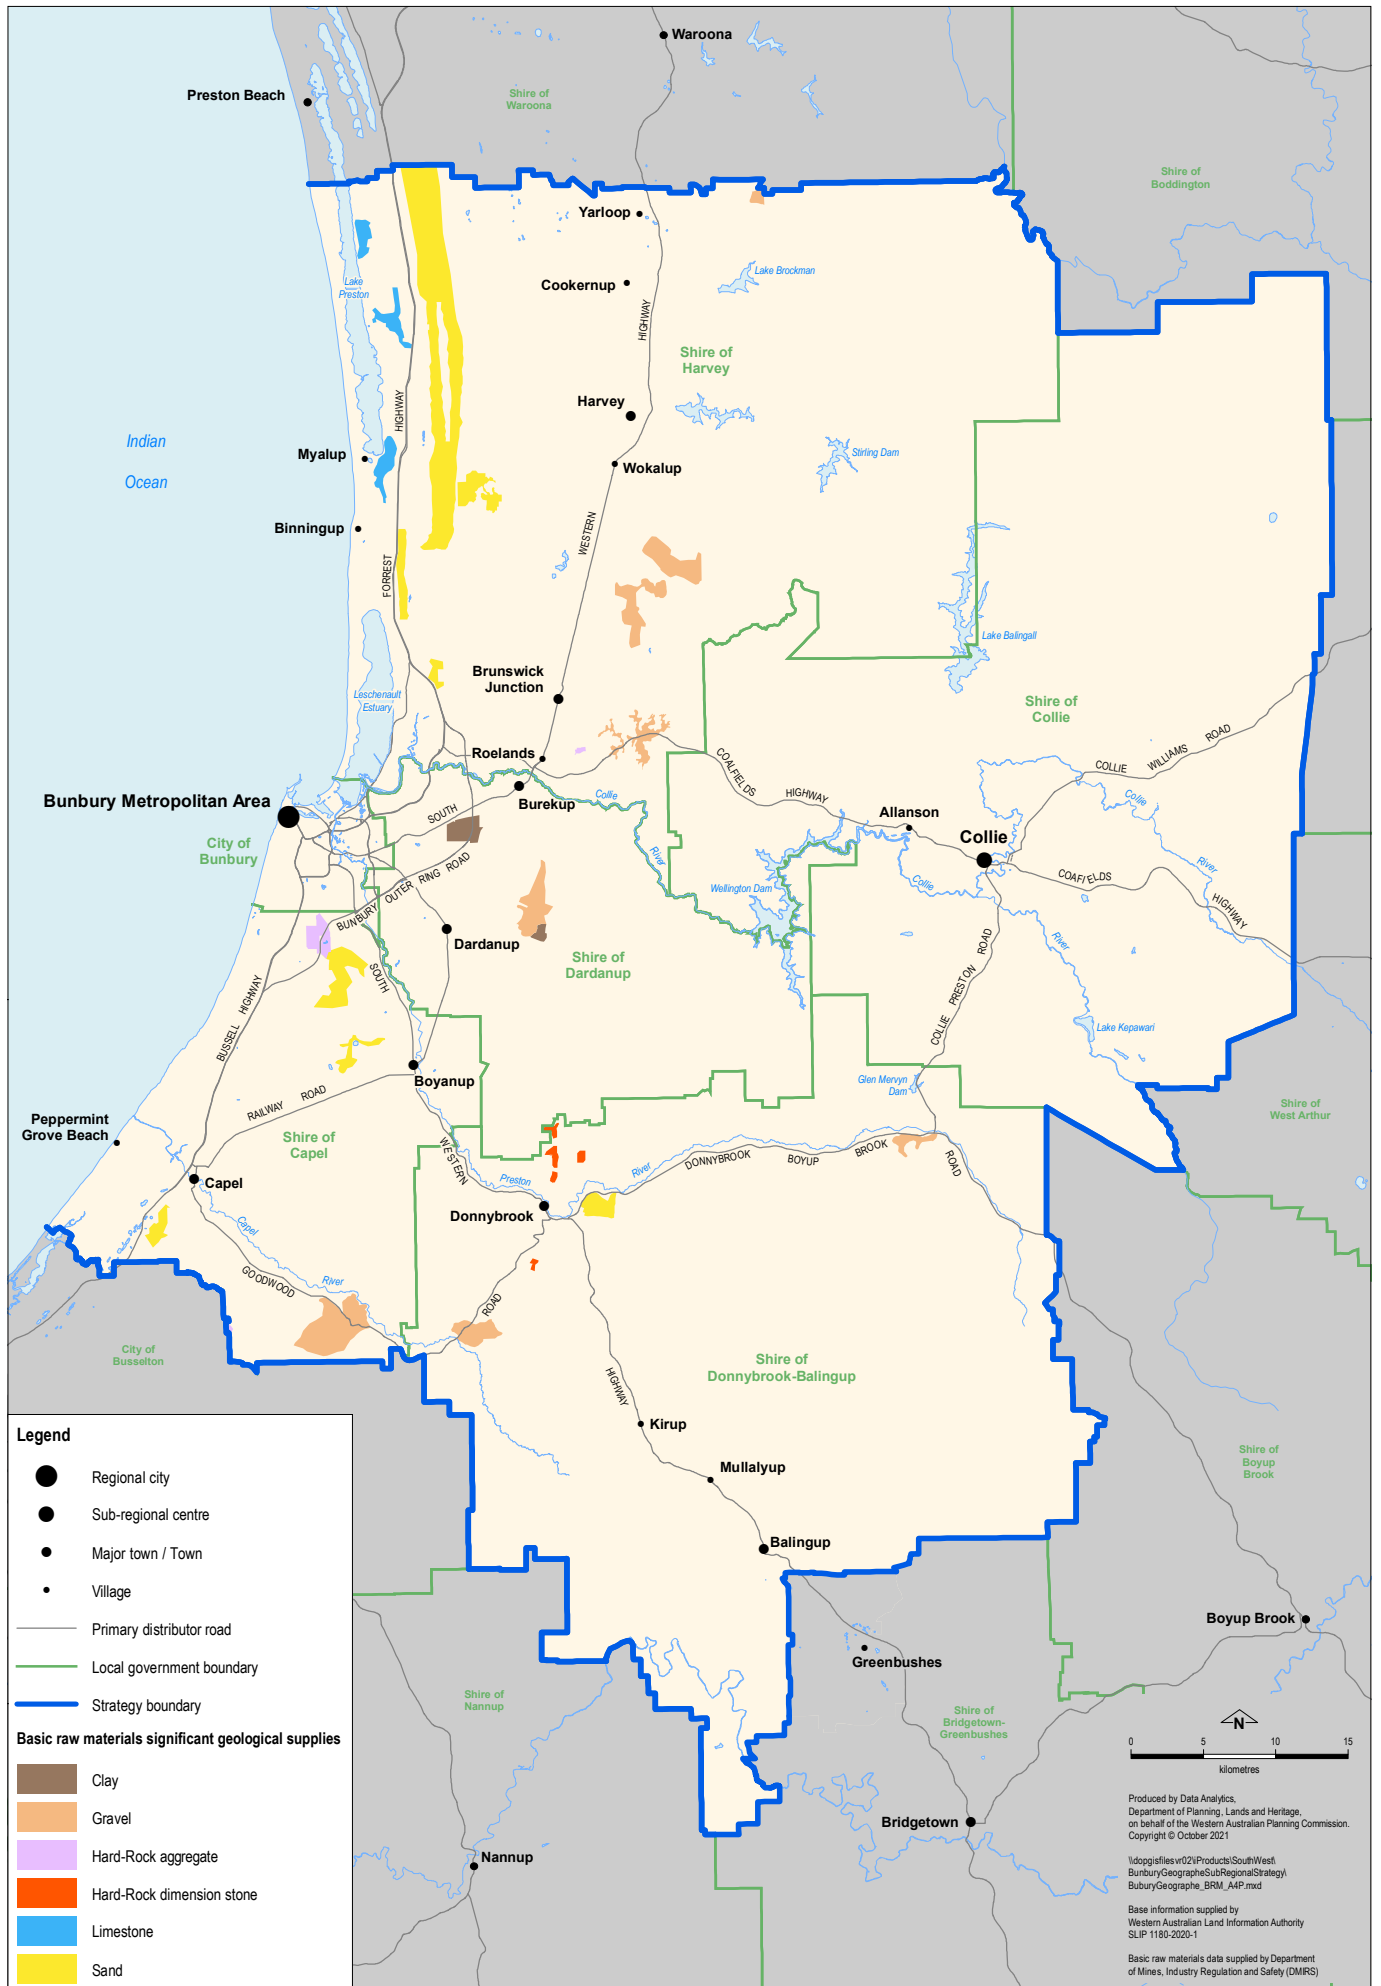 Waroona
Preston Beach
Shire of
Waroona
Shire of
Boddington
Yarloop
Lake Brockman
Cookernup
Lake
Preston
HIGHWAY
Shire of
Harvey
HIGHWAY
Harvey
Indian
Ocean
Myalup
Wokalup
Stirling Dam
Binningup
WESTERN
FORREST
Lake Balingall
Brunswick
Junction
Leschenault
Estuary
Shire of
Collie
Roelands
COALFIELDS
HIGHWAY
COLLIE
WILLIAMS
ROAD
Bunbury Metropolitan Area
Burekup
Collie
River
SOUTH
Allanson
Collie
Collie
River
City of
Bunbury
BUNBURY
OUTER
RING
ROAD
Wellington Dam
Collie
River
COAFIELDS
HIGHWAY
Dardanup
Shire of
Dardanup
SOUTH
BUSSELL
HIGHWAY
COLLIE
PRESTON
ROAD
Lake Kepawari
Boyanup
Glen Mervyn
Dam
RAILWAY
ROAD
Peppermint
Grove Beach
Shire of
Capel
Shire of
West Arthur
WESTERN
DONNYBROOK
BOYUP
BROOK
ROAD
Capel
Preston
River
Donnybrook
Capel
River
GOODWOOD
ROAD
City of
Busselton
Shire of
Donnybrook-Balingup
HIGHWAY
Kirup
Mullalyup
Shire of
Boyup
Brook
Balingup
Boyup Brook
Greenbushes
Shire of
Nannup
Shire of
Bridgetown-
Greenbushes
Bridgetown
Nannup
Legend
Regional city
Sub-regional centre
Major town / Town
Village
Primary distributor road
Local government boundary
Strategy boundary
Basic raw materials significant geological supplies
Clay
Gravel
Hard-Rock aggregate
Hard-Rock dimension stone
Limestone
Sand
N
0 5 10 15
kilometres
Produced by Data Analytics,
Department of Planning, Lands and Heritage,
on behalf of the Western Australian Planning Commission.
Copyright © October 2021
\\dopgisfilesvr02\iProducts\SouthWest\
BunburyGeographeSubRegionalStrategy\
BuburyGeographe_BRM_A4P.mxd
Base information supplied by
Western Australian Land Information Authority
SLIP 1180-2020-1
Basic raw materials data supplied by Department
of Mines, Industry Regulation and Safety (DMIRS)